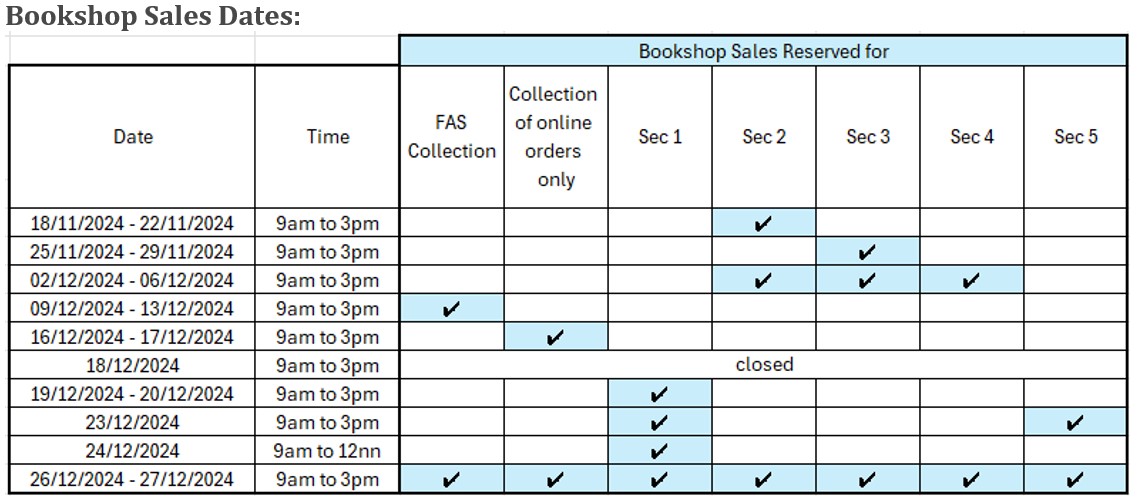 Bookshop Sales Dates:
Bookshop Sales Reserved for
Date Time FAS Collection Collection of online orders only Sec 1 Sec 2 Sec 3 Sec 4 Sec 5
18/11/2024 - 22/11/2024 9am to 3pm ✔
25/11/2024 - 29/11/2024 9am to 3pm ✔
02/12/2024 - 06/12/2024 9am to 3pm ✔ ✔ ✔
09/12/2024 - 13/12/2024 9am to 3pm ✔
16/12/2024 - 17/12/2024 9am to 3pm ✔
18/12/2024 9am to 3pm closed
19/12/2024 - 20/12/2024 9am to 3pm ✔
23/12/2024 9am to 3pm ✔ ✔
24/12/2024 9am to 12nn ✔
26/12/2024 - 27/12/2024 9am to 3pm ✔ ✔ ✔ ✔ ✔ ✔ ✔